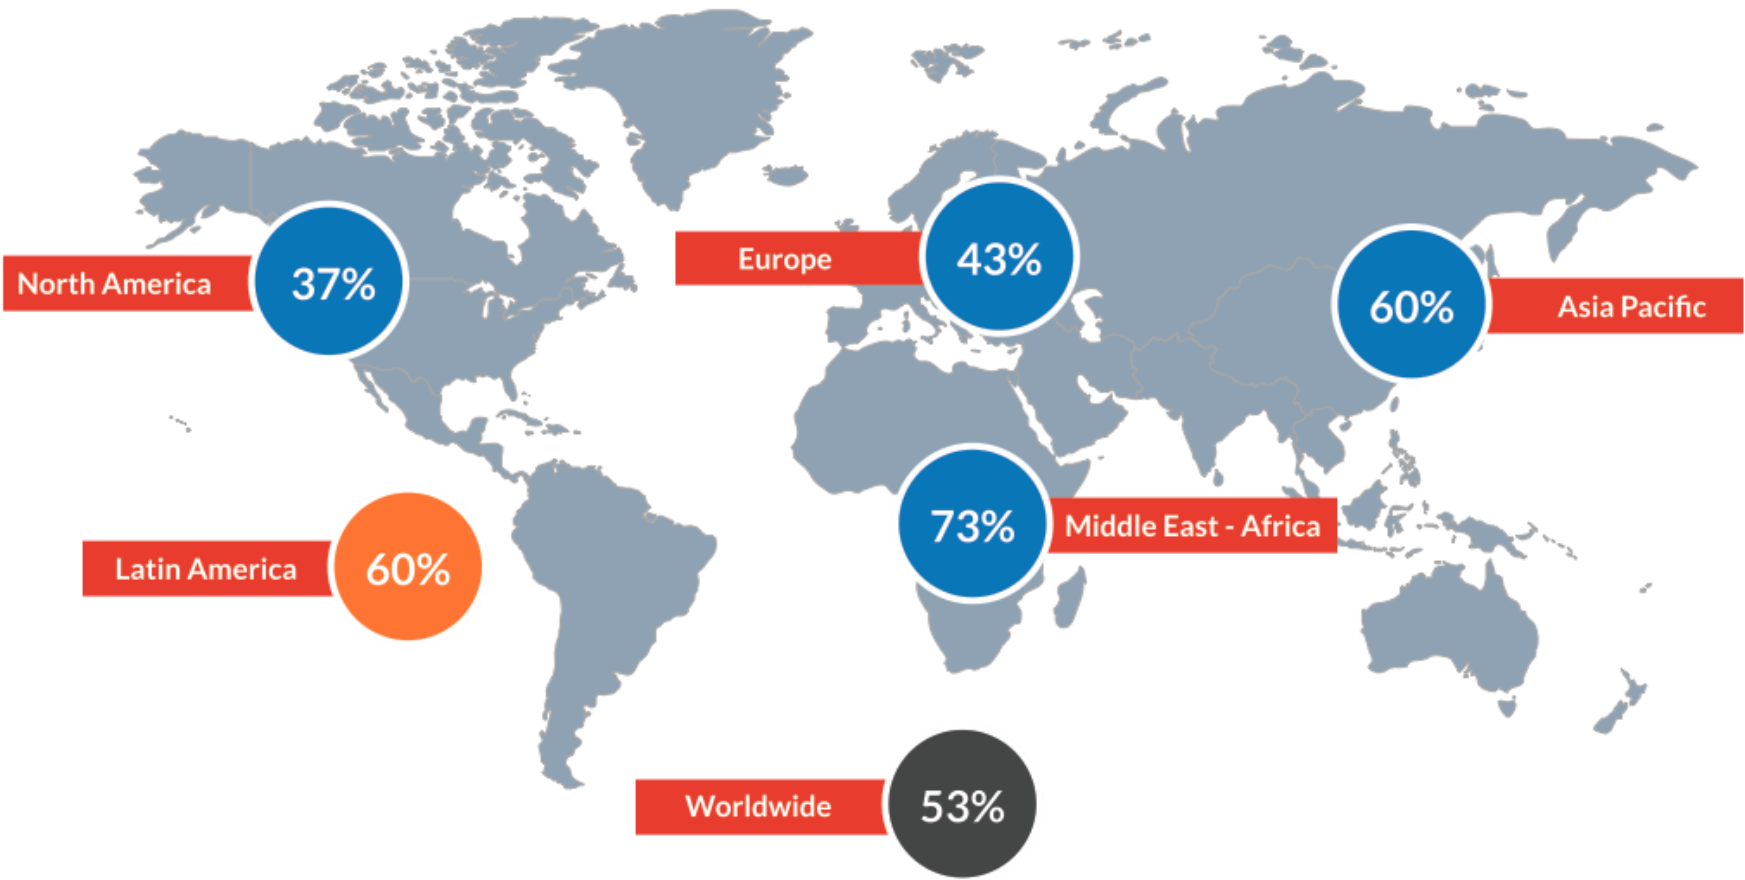 North America
37%
Europe
43%
60%
Asia Pacific
73%
Middle East - Africa
Latin America
60%
Worldwide
53%